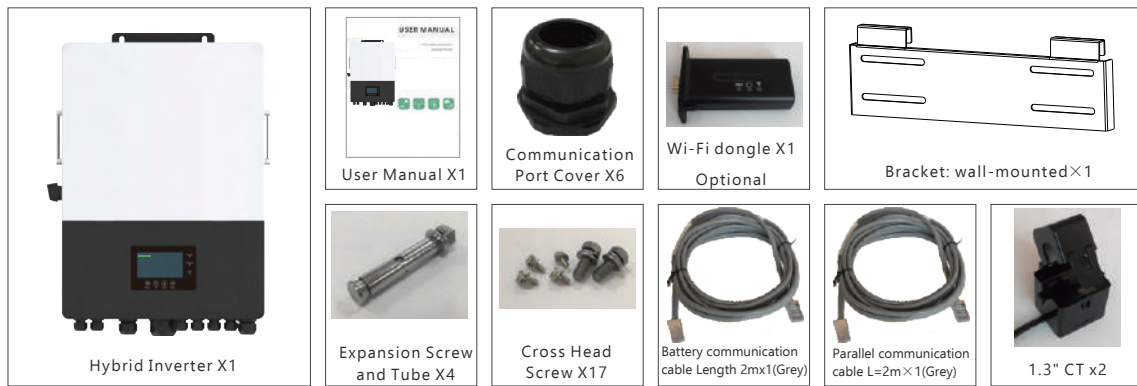 USER MANUAL
Hybrid Inverter X1
User Manual X1
Communication
Port Cover X6
Wi-Fi dongle X1
Optional
Bracket: wall-mounted×1
Expansion Screw
and Tube X4
Cross Head
Screw X17
Battery communication
cable Length 2mx1(Grey)
Parallel communication
cable L=2m×1(Grey)
1.3" CT x2